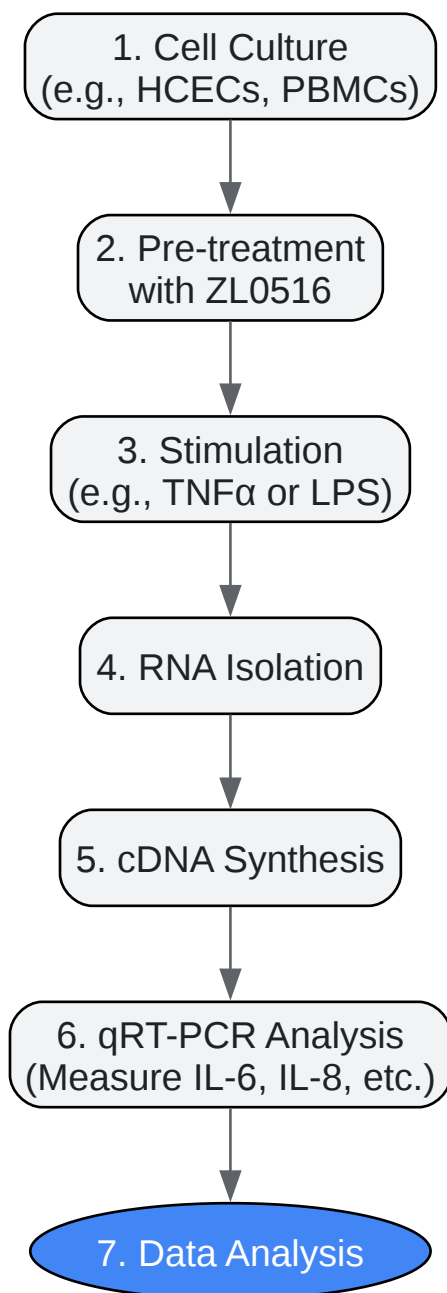 1. Cell Culture
(e.g., HCECs, PBMCs)
2. Pre-treatment
with ZL0516
3. Stimulation
(e.g., TNFα or LPS)
4. RNA Isolation
5. cDNA Synthesis
6. qRT-PCR Analysis
(Measure IL-6, IL-8, etc.)
7. Data Analysis